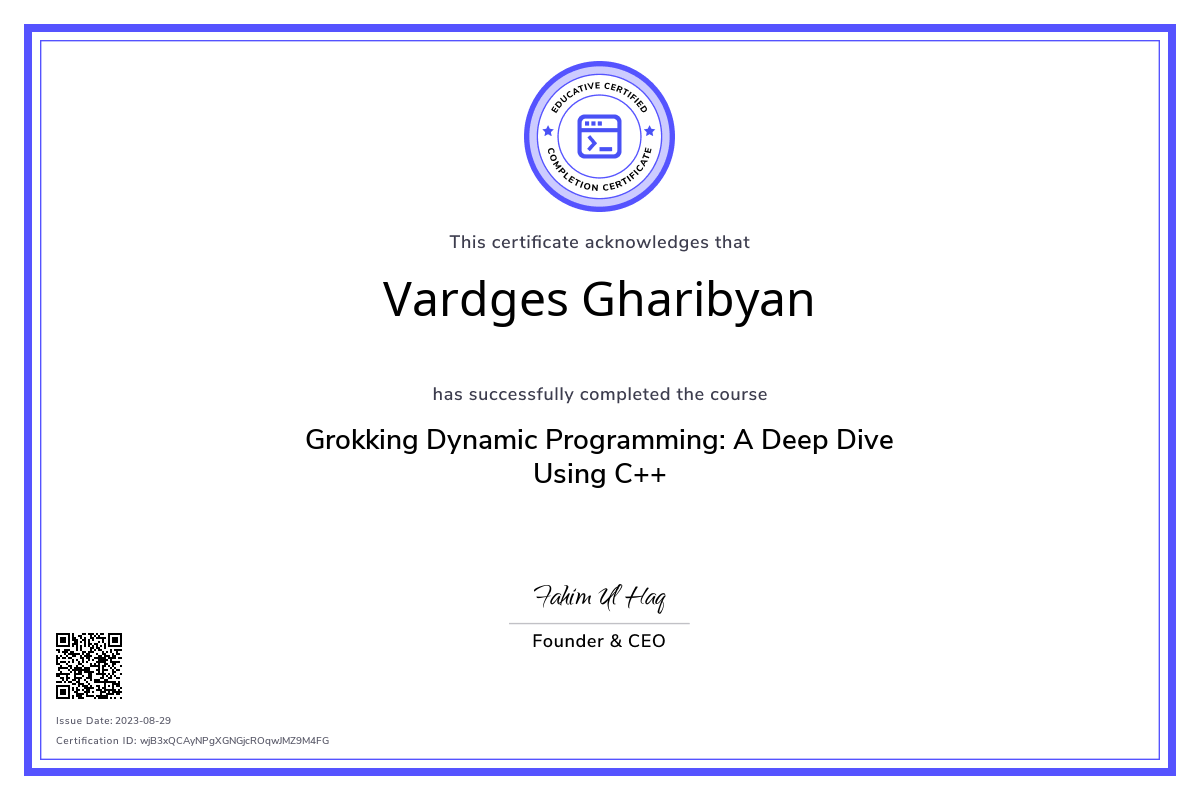 EDUCATIVE CERTIFIED
COMPLETION CERTIFICATE
This certificate acknowledges that
Vardges Gharibyan
has successfully completed the course
Grokking Dynamic Programming: A Deep Dive
Using C++
Fahim Ul Haq
Founder & CEO
Issue Date: 2023-08-29
Certification ID: wjB3xQCAyNPgXGNGjcROqwJMZ9M4FG